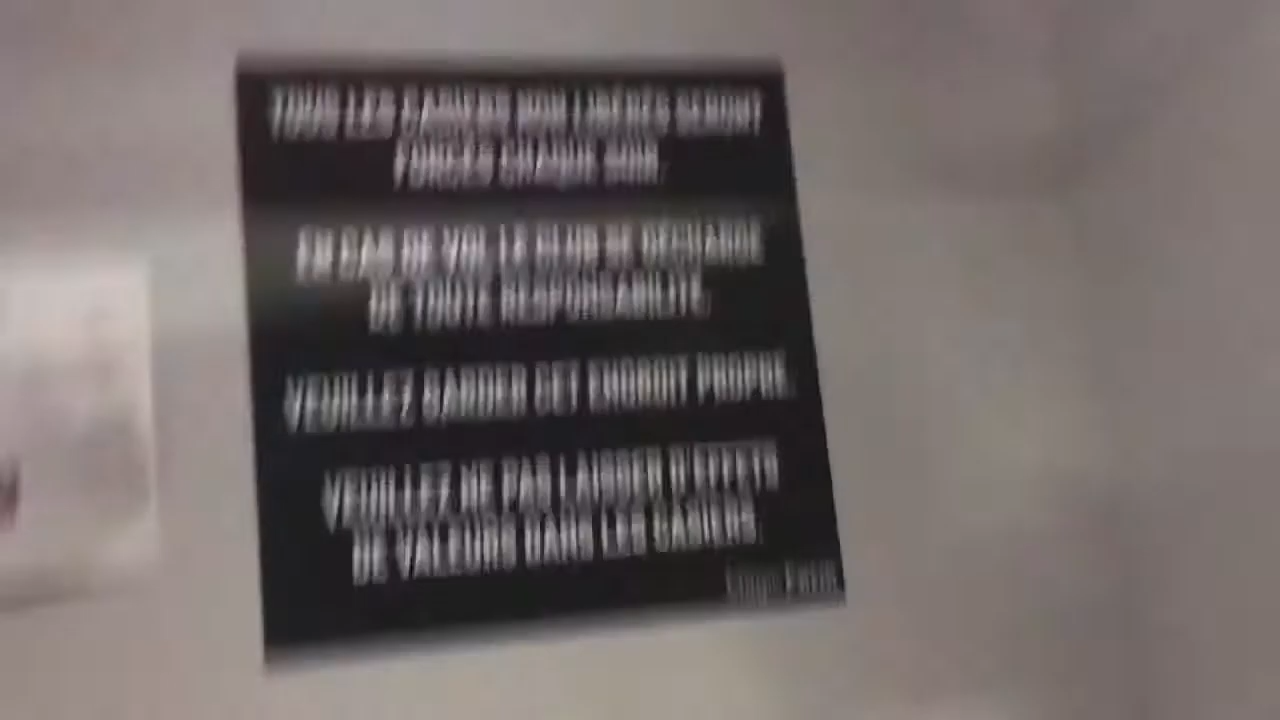 TOUS LES CASIERS NON LIBÉRÉS SERONT
FORCÉS CHAQUE SOIR.
EN CAS DE VOL LE CLUB SE DÉCHARGE
DE TOUTE RESPONSABILITÉ.
VEUILLEZ GARDER CET ENDROIT PROPRE.
VEUILLEZ NE PAS LAISSER D'EFFETS
DE VALEURS DANS LES CASIERS.